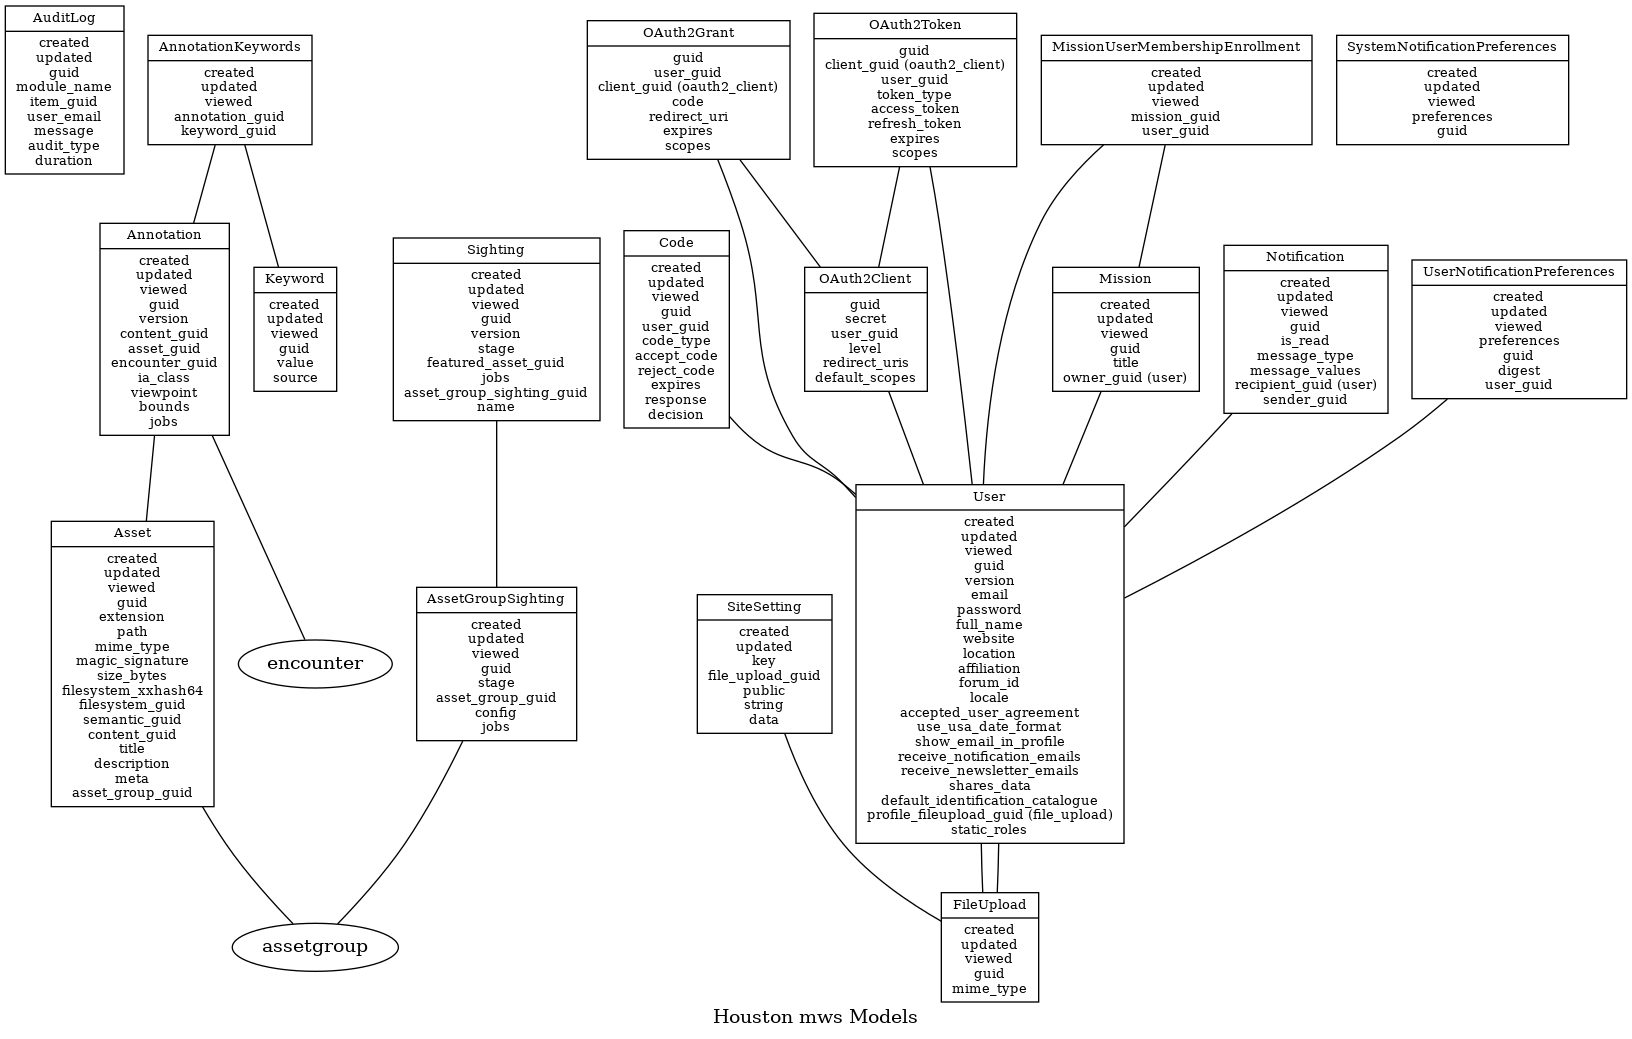 AuditLog
created
updated
guid
module_name
item_guid
user_email
message
audit_type
duration
AnnotationKeywords
created
updated
viewed
annotation_guid
keyword_guid
OAuth2Grant
guid
user_guid
client_guid (oauth2_client)
code
redirect_uri
expires
scopes
OAuth2Token
guid
client_guid (oauth2_client)
user_guid
token_type
access_token
refresh_token
expires
scopes
MissionUserMembershipEnrollment
created
updated
viewed
mission_guid
user_guid
SystemNotificationPreferences
created
updated
viewed
preferences
guid
Annotation
created
updated
viewed
guid
version
content_guid
asset_guid
encounter_guid
ia_class
viewpoint
bounds
jobs
Keyword
created
updated
viewed
guid
value
source
Sighting
created
updated
viewed
guid
version
stage
featured_asset_guid
jobs
asset_group_sighting_guid
name
Code
created
updated
viewed
guid
user_guid
code_type
accept_code
reject_code
expires
response
decision
OAuth2Client
guid
secret
user_guid
level
redirect_uris
default_scopes
Mission
created
updated
viewed
guid
title
owner_guid (user)
Notification
created
updated
viewed
guid
is_read
message_type
message_values
recipient_guid (user)
sender_guid
UserNotificationPreferences
created
updated
viewed
preferences
guid
digest
user_guid
Asset
created
updated
viewed
guid
extension
path
mime_type
magic_signature
size_bytes
filesystem_xxhash64
filesystem_guid
semantic_guid
content_guid
title
description
meta
asset_group_guid
encounter
AssetGroupSighting
created
updated
viewed
guid
stage
asset_group_guid
config
jobs
SiteSetting
created
updated
key
file_upload_guid
public
string
data
User
created
updated
viewed
guid
version
email
password
full_name
website
location
affiliation
forum_id
locale
accepted_user_agreement
use_usa_date_format
show_email_in_profile
receive_notification_emails
receive_newsletter_emails
shares_data
default_identification_catalogue
profile_fileupload_guid (file_upload)
static_roles
assetgroup
FileUpload
created
updated
viewed
guid
mime_type
Houston mws Models